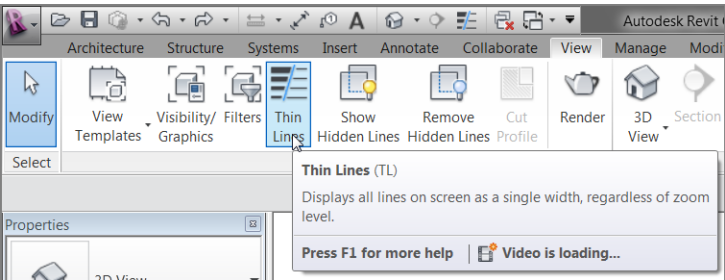 Autodesk Revit
Architecture Structure Systems Insert Annotate Collaborate View Manage Modi
Modify View Templates Visibility/ Graphics Filters Thin Lines Show Hidden Lines Remove Hidden Lines Cut Profile Render 3D View Section
Select
Thin Lines (TL)
Displays all lines on screen as a single width, regardless of zoom
level.
Press F1 for more help Video is loading...
Properties
3D View